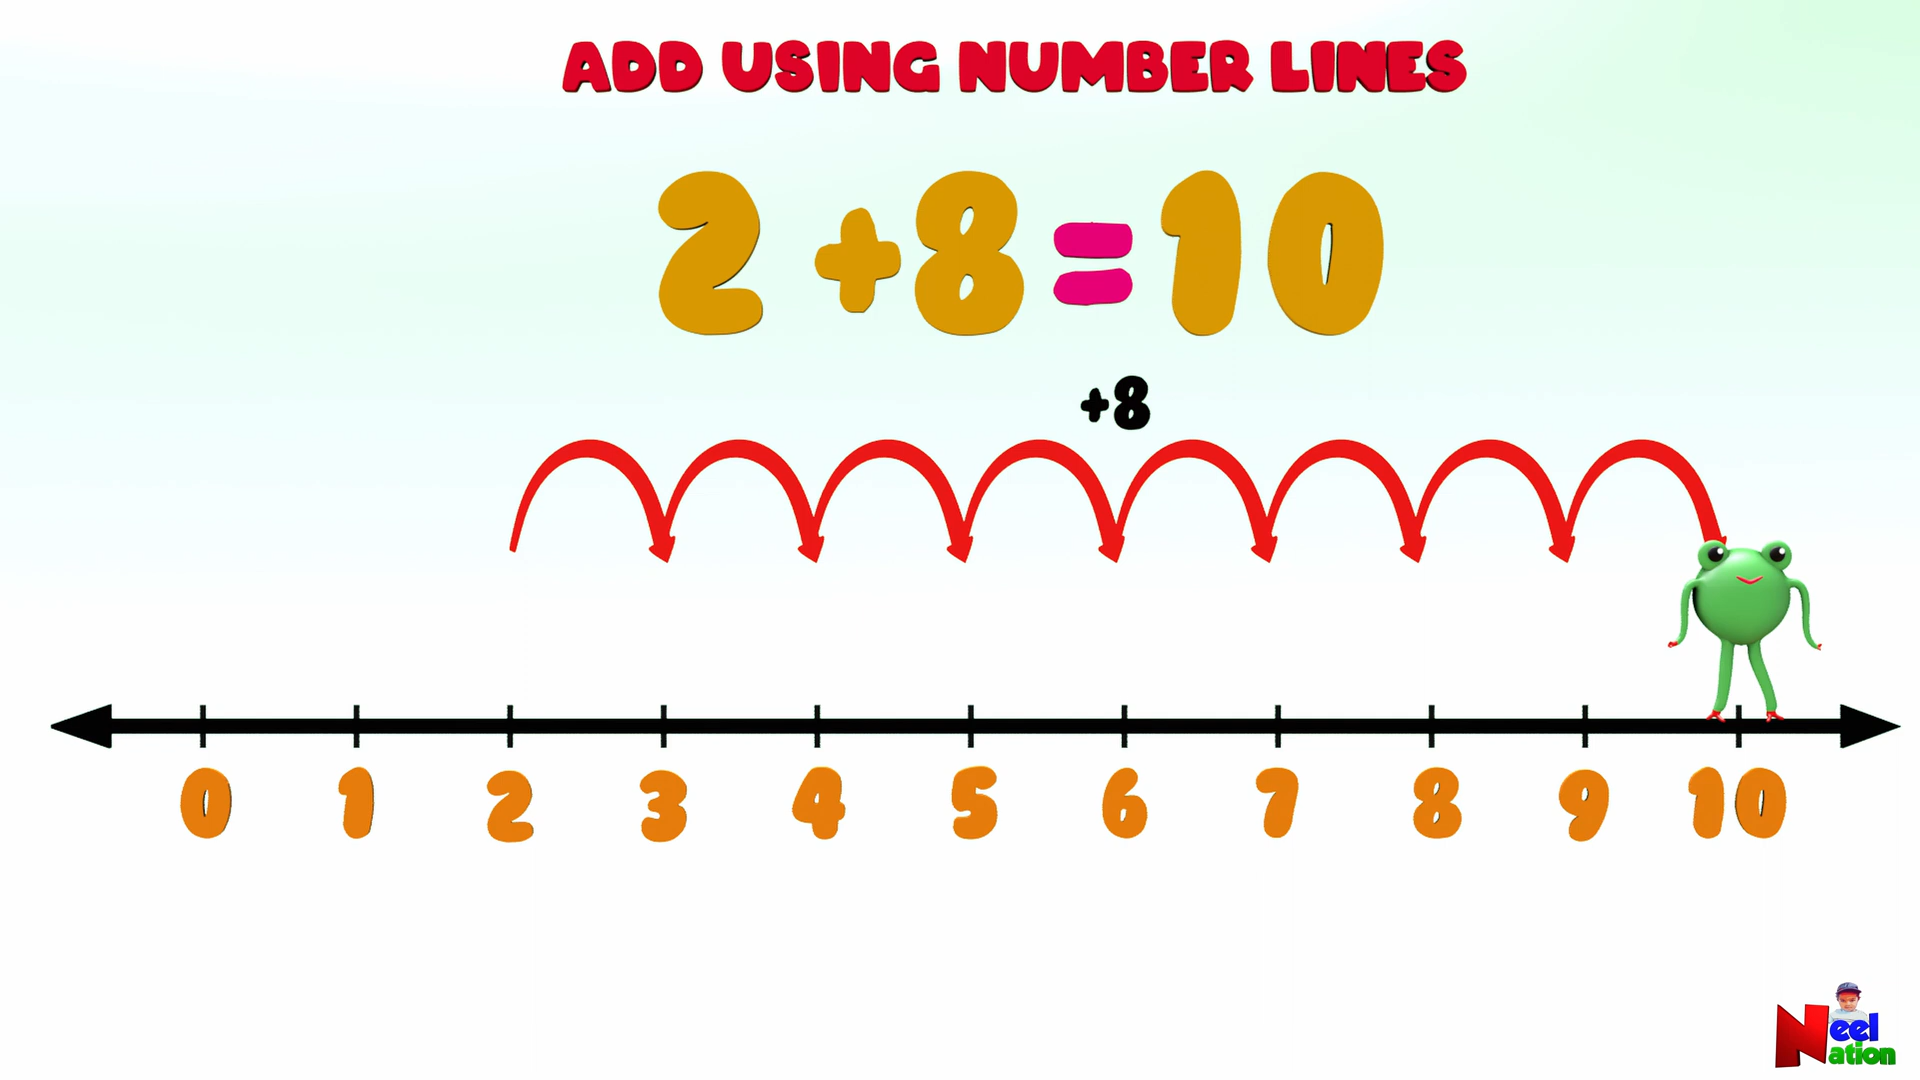 ADD USING NUMBER LINES
2 + 8 = 10
+8
0 1 2 3 4 5 6 7 8 9 10
Neel
Nation